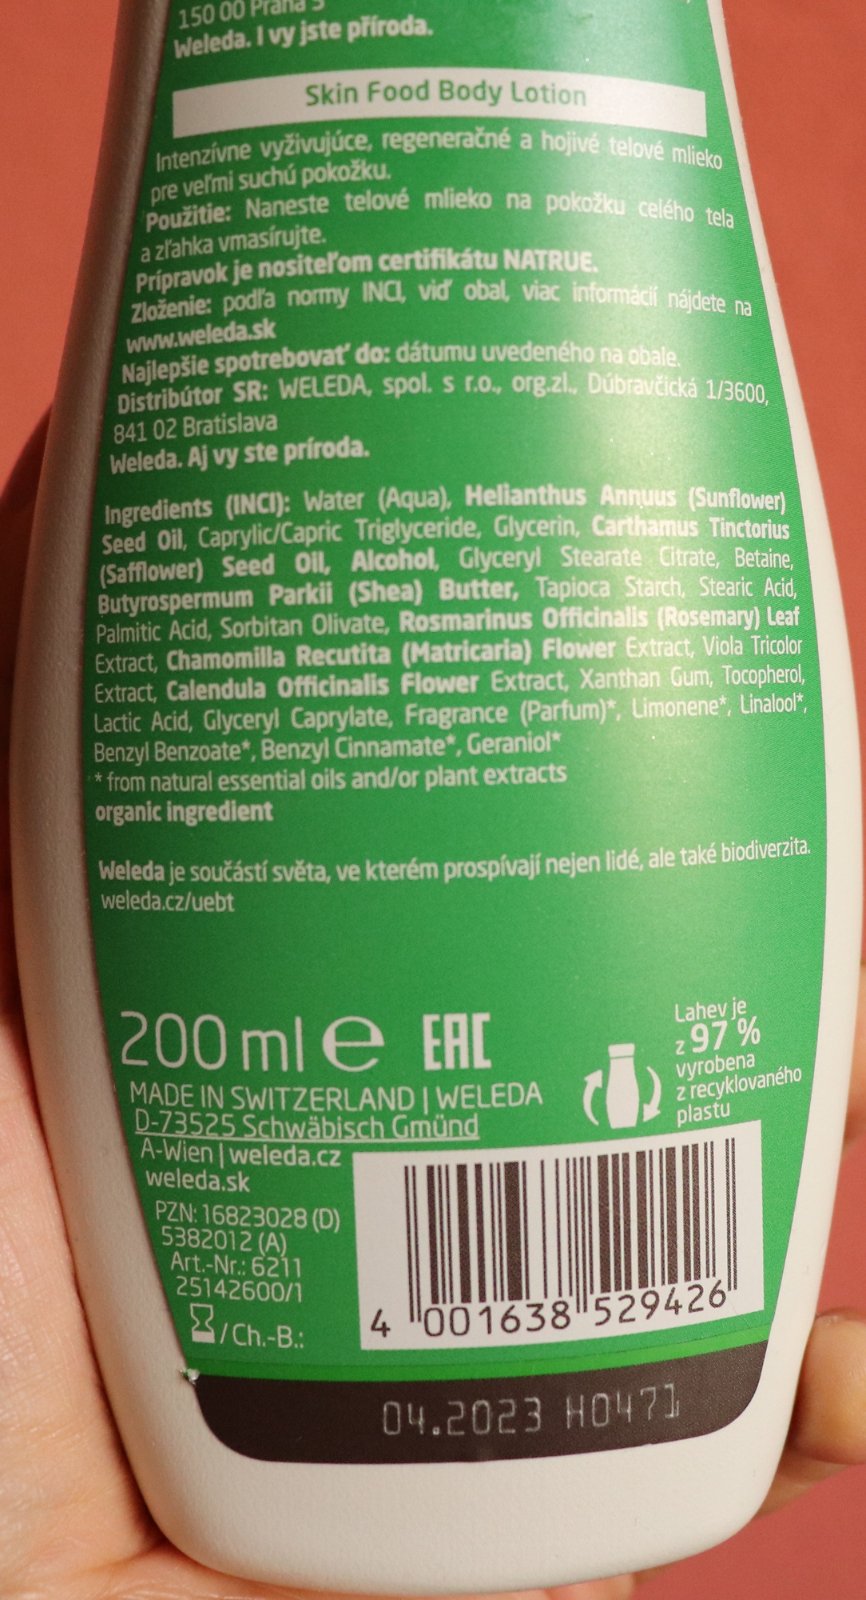 150 00 Praha 5
Weleda. I vy jste příroda.
Skin Food Body Lotion
Intenzívne vyživujúce, regeneračné a hojivé telové mlieko
pre veľmi suchú pokožku.
Použitie: Naneste telové mlieko na pokožku celého tela
a zľahka vmasírujte.
Prípravok je nositeľom certifikátu NATRUE.
Zloženie: podľa normy INCI, viď obal, viac informácií nájdete na
www.weleda.sk
Najlepšie spotrebovať do: dátumu uvedeného na obale.
Distribútor SR: WELEDA, spol. s r.o., org.zl., Dúbravčická 1/3600,
841 02 Bratislava
Weleda. Aj vy ste príroda.
Ingredients (INCI): Water (Aqua), Helianthus Annuus (Sunflower)
Seed Oil, Caprylic/Capric Triglyceride, Glycerin, Carthamus Tinctorius
(Safflower) Seed Oil, Alcohol, Glyceryl Stearate Citrate, Betaine,
Butyrospermum Parkii (Shea) Butter, Tapioca Starch, Stearic Acid,
Palmitic Acid, Sorbitan Olivate, Rosmarinus Officinalis (Rosemary) Leaf
Extract, Chamomilla Recutita (Matricaria) Flower Extract, Viola Tricolor
Extract, Calendula Officinalis Flower Extract, Xanthan Gum, Tocopherol,
Lactic Acid, Glyceryl Caprylate, Fragrance (Parfum)*, Limonene*, Linalool*,
Benzyl Benzoate*, Benzyl Cinnamate*, Geraniol*
* from natural essential oils and/or plant extracts
organic ingredient
Weleda je součástí světa, ve kterém prospívají nejen lidé, ale také biodiverzita.
weleda.cz/uebt
200 ml e EAC
Lahev je
z 97 %
vyrobena
z recyklovaného
plastu
MADE IN SWITZERLAND | WELEDA
D-73525 Schwäbisch Gmünd
A-Wien | weleda.cz
weleda.sk
PZN: 16823028 (D)
5382012 (A)
Art.-Nr.: 6211
25142600/1
/Ch.-B.:
4 001638 529426
04.2023 H0471